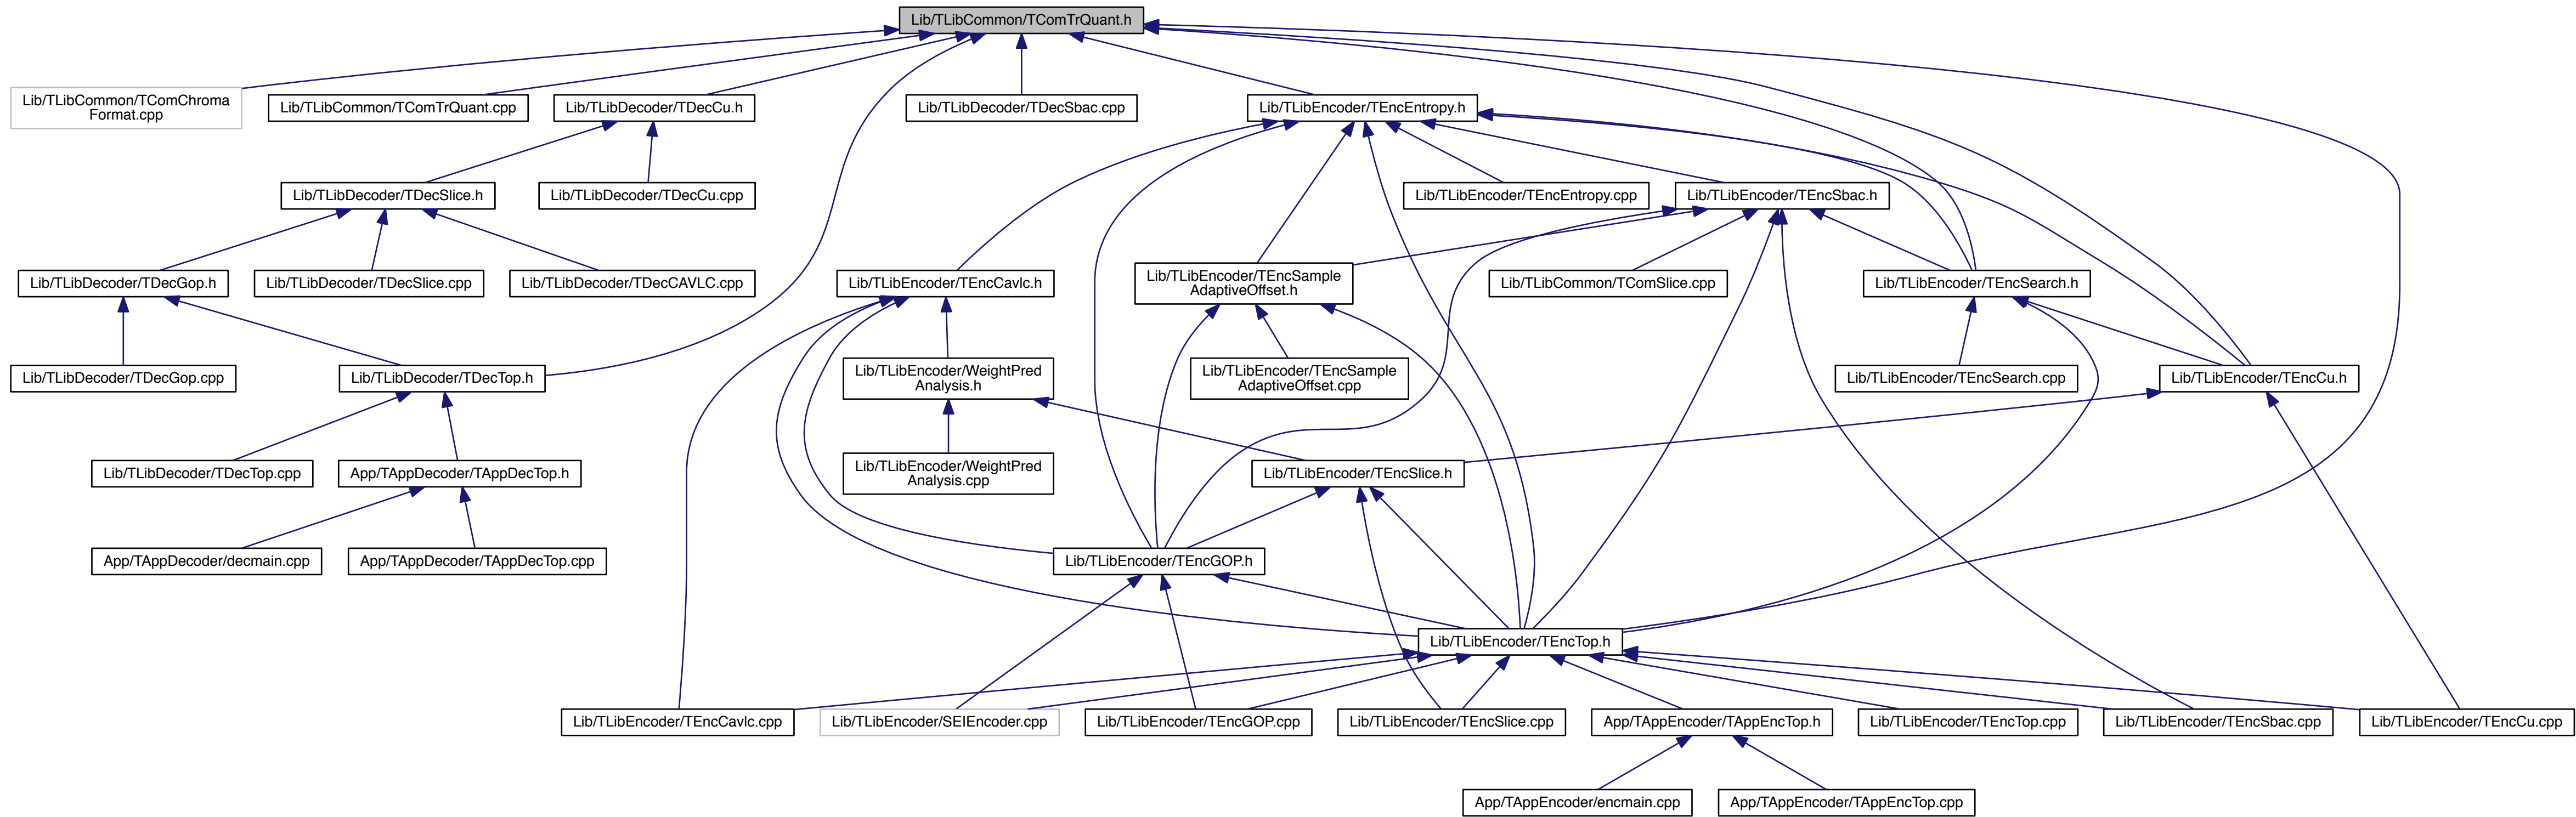 Lib/TLibCommon/TComTrQuant.h
Lib/TLibCommon/TComChroma
Format.cpp
Lib/TLibCommon/TComTrQuant.cpp
Lib/TLibDecoder/TDecCu.h
Lib/TLibDecoder/TDecSbac.cpp
Lib/TLibEncoder/TEncEntropy.h
Lib/TLibDecoder/TDecSlice.h
Lib/TLibDecoder/TDecCu.cpp
Lib/TLibEncoder/TEncEntropy.cpp
Lib/TLibEncoder/TEncSbac.h
Lib/TLibDecoder/TDecGop.h
Lib/TLibDecoder/TDecSlice.cpp
Lib/TLibDecoder/TDecCAVLC.cpp
Lib/TLibEncoder/TEncCavlc.h
Lib/TLibEncoder/TEncSample
AdaptiveOffset.h
Lib/TLibCommon/TComSlice.cpp
Lib/TLibEncoder/TEncSearch.h
Lib/TLibDecoder/TDecGop.cpp
Lib/TLibDecoder/TDecTop.h
Lib/TLibEncoder/WeightPred
Analysis.h
Lib/TLibEncoder/TEncSample
AdaptiveOffset.cpp
Lib/TLibEncoder/TEncSearch.cpp
Lib/TLibEncoder/TEncCu.h
Lib/TLibDecoder/TDecTop.cpp
App/TAppDecoder/TAppDecTop.h
Lib/TLibEncoder/WeightPred
Analysis.cpp
Lib/TLibEncoder/TEncSlice.h
App/TAppDecoder/decmain.cpp
App/TAppDecoder/TAppDecTop.cpp
Lib/TLibEncoder/TEncGOP.h
Lib/TLibEncoder/TEncTop.h
Lib/TLibEncoder/TEncCavlc.cpp
Lib/TLibEncoder/SEIEncoder.cpp
Lib/TLibEncoder/TEncGOP.cpp
Lib/TLibEncoder/TEncSlice.cpp
App/TAppEncoder/TAppEncTop.h
Lib/TLibEncoder/TEncTop.cpp
Lib/TLibEncoder/TEncSbac.cpp
Lib/TLibEncoder/TEncCu.cpp
App/TAppEncoder/encmain.cpp
App/TAppEncoder/TAppEncTop.cpp